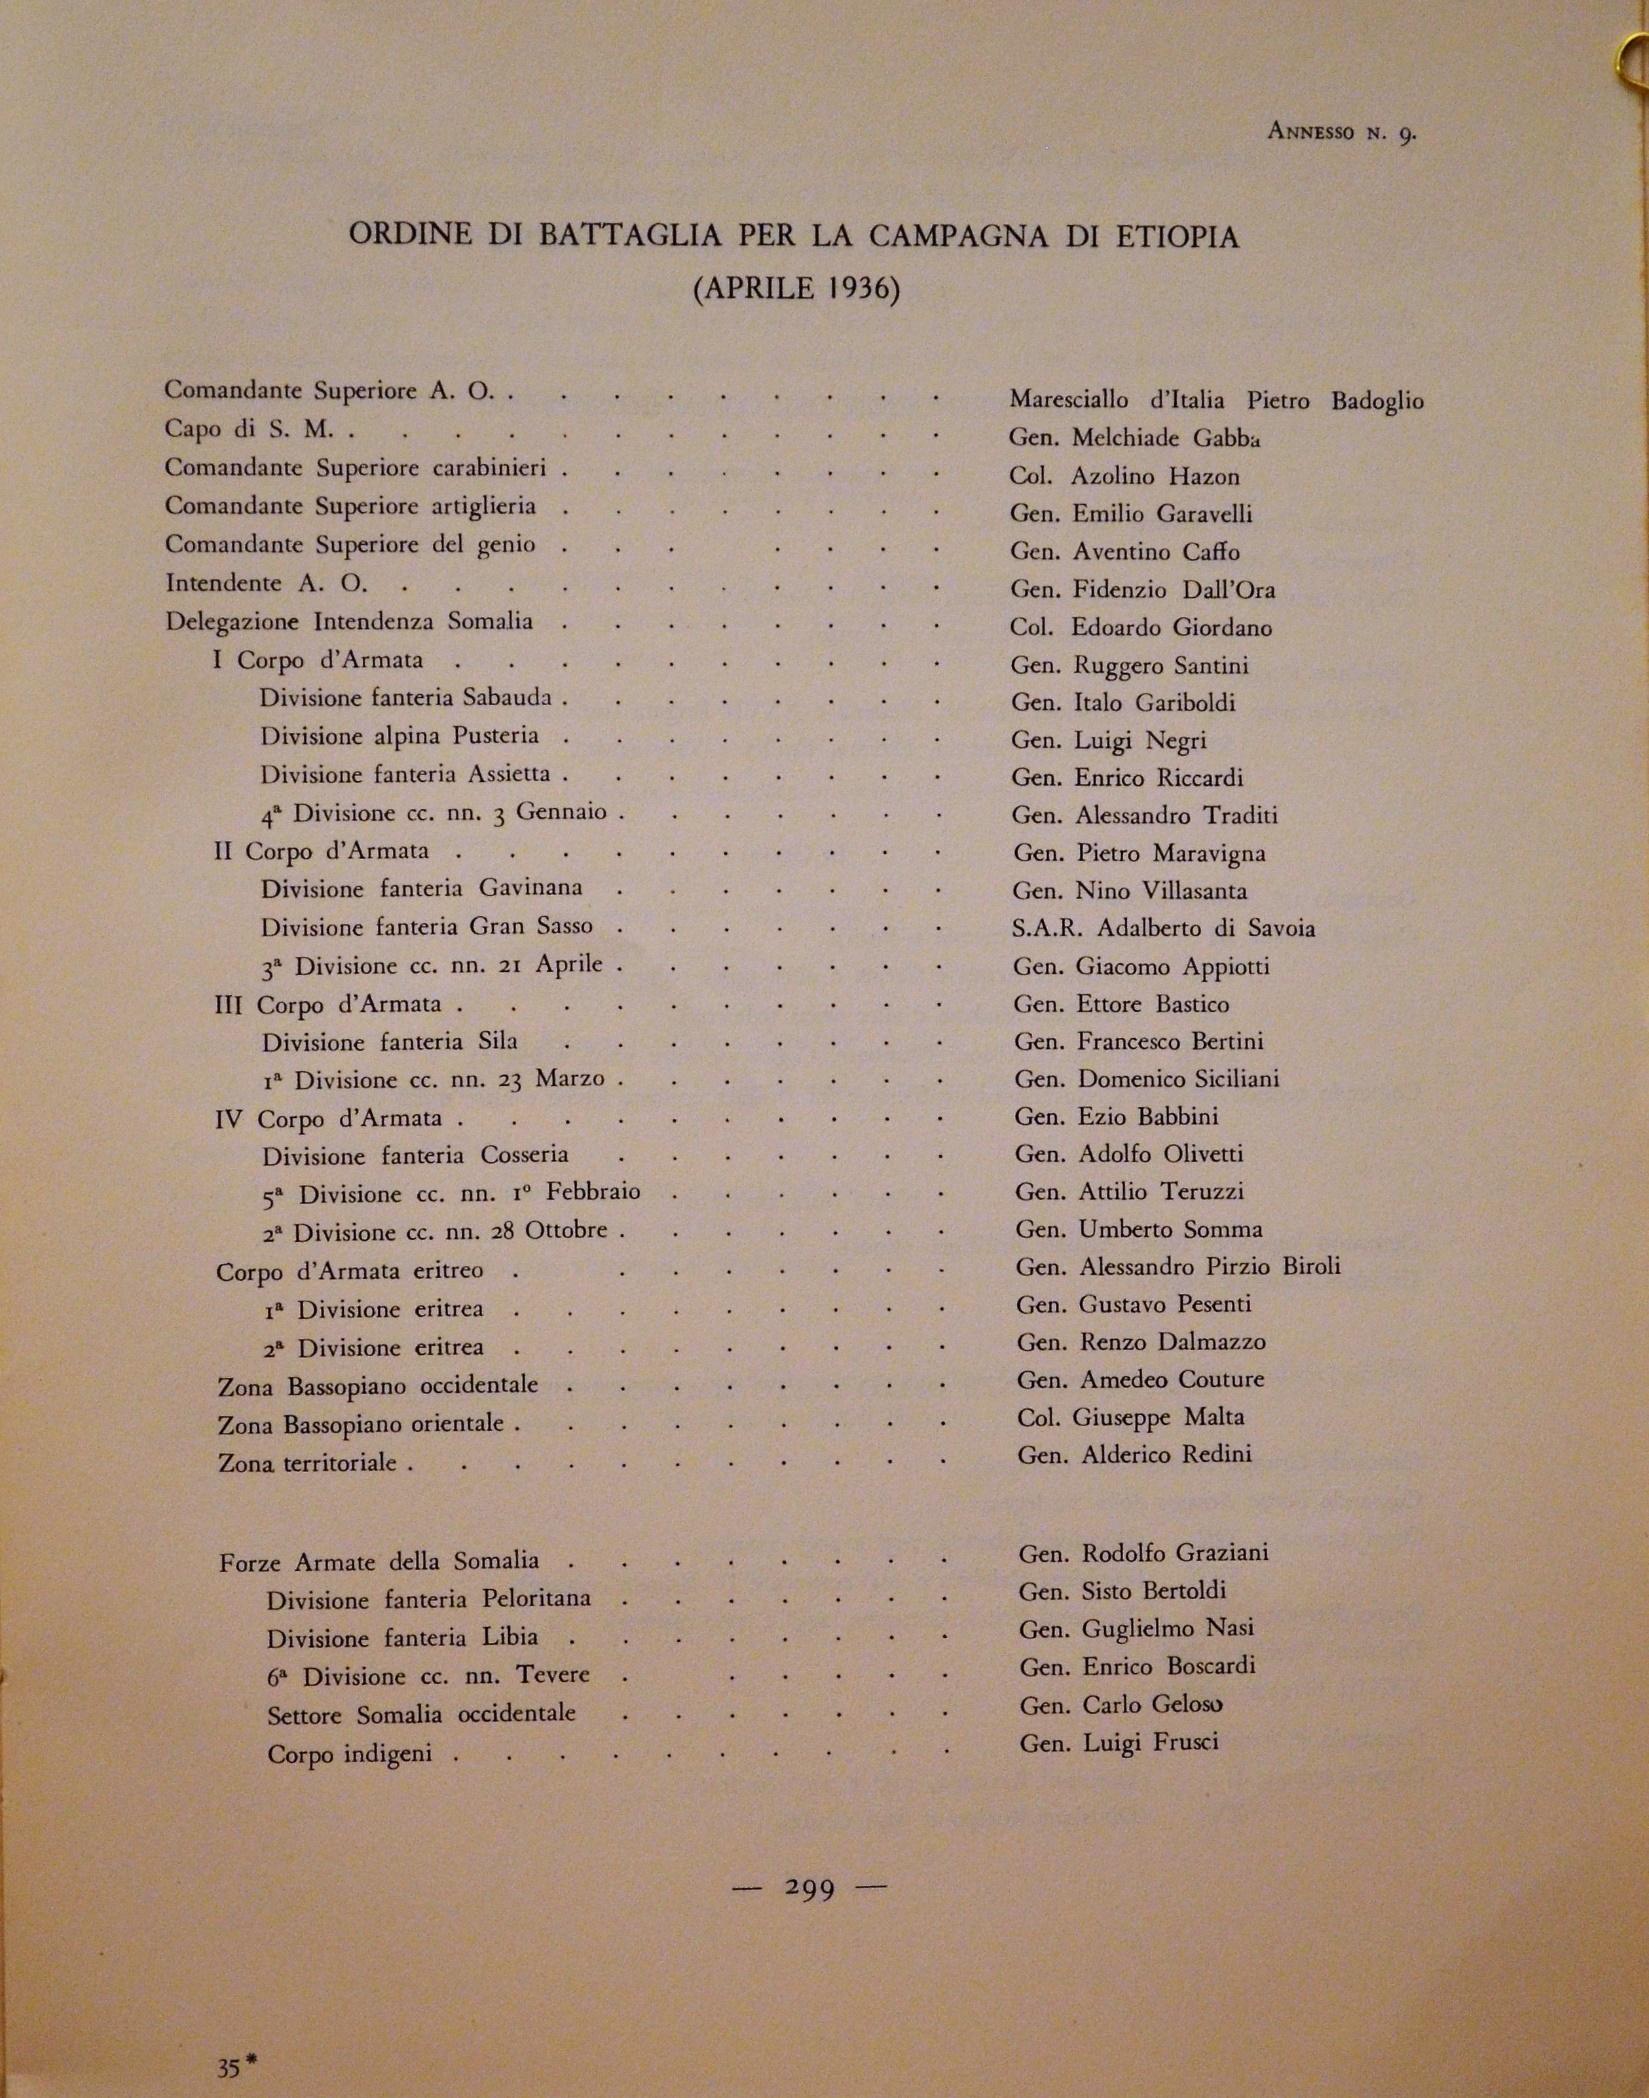 Annesso n. 9.
ORDINE DI BATTAGLIA PER LA CAMPAGNA DI ETIOPIA
(APRILE 1936)
Comandante Superiore A. O. . . . . . . . . . Maresciallo d'Italia Pietro Badoglio
Capo di S. M. . . . . . . . . . . . . Gen. Melchiade Gabba
Comandante Superiore carabinieri . . . . . . . . Col. Azolino Hazon
Comandante Superiore artiglieria . . . . . . . . Gen. Emilio Garavelli
Comandante Superiore del genio . . . . . . . Gen. Aventino Caffo
Intendente A. O. . . . . . . . . . . . Gen. Fidenzio Dall'Ora
Delegazione Intendenza Somalia . . . . . . . . Col. Edoardo Giordano
I Corpo d'Armata . . . . . . . . . . Gen. Ruggero Santini
Divisione fanteria Sabauda . . . . . . . . Gen. Italo Gariboldi
Divisione alpina Pusteria . . . . . . . . Gen. Luigi Negri
Divisione fanteria Assietta . . . . . . . . Gen. Enrico Riccardi
4ª Divisione cc. nn. 3 Gennaio . . . . . . . Gen. Alessandro Traditi
II Corpo d'Armata . . . . . . . . . . Gen. Pietro Maravigna
Divisione fanteria Gavinana . . . . . . . Gen. Nino Villasanta
Divisione fanteria Gran Sasso . . . . . . . S.A.R. Adalberto di Savoia
3ª Divisione cc. nn. 21 Aprile . . . . . . . Gen. Giacomo Appiotti
III Corpo d'Armata . . . . . . . . . . Gen. Ettore Bastico
Divisione fanteria Sila . . . . . . . . Gen. Francesco Bertini
1ª Divisione cc. nn. 23 Marzo . . . . . . . Gen. Domenico Siciliani
IV Corpo d'Armata . . . . . . . . . . Gen. Ezio Babbini
Divisione fanteria Cosseria . . . . . . . Gen. Adolfo Olivetti
5ª Divisione cc. nn. 1º Febbraio . . . . . . Gen. Attilio Teruzzi
2ª Divisione cc. nn. 28 Ottobre . . . . . . . Gen. Umberto Somma
Corpo d'Armata eritreo . . . . . . . . Gen. Alessandro Pirzio Biroli
1ª Divisione eritrea . . . . . . . . . Gen. Gustavo Pesenti
2ª Divisione eritrea . . . . . . . . . Gen. Renzo Dalmazzo
Zona Bassopiano occidentale . . . . . . . . Gen. Amedeo Couture
Zona Bassopiano orientale . . . . . . . . . Col. Giuseppe Malta
Zona territoriale . . . . . . . . . . . Gen. Alderico Redini
Forze Armate della Somalia . . . . . . . . Gen. Rodolfo Graziani
Divisione fanteria Peloritana . . . . . . . Gen. Sisto Bertoldi
Divisione fanteria Libia . . . . . . . . Gen. Guglielmo Nasi
6ª Divisione cc. nn. Tevere . . . . . . Gen. Enrico Boscardi
Settore Somalia occidentale . . . . . . . Gen. Carlo Geloso
Corpo indigeni . . . . . . . . . . Gen. Luigi Frusci
— 299 —
35*